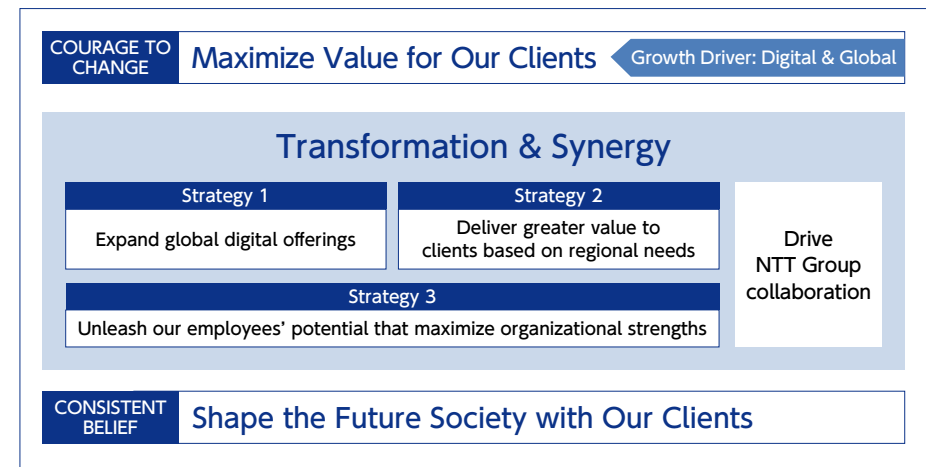 COURAGE TO
CHANGE
Maximize Value for Our Clients
Growth Driver: Digital & Global
Transformation & Synergy
Strategy 1
Expand global digital offerings
Strategy 2
Deliver greater value to
clients based on regional needs
Strategy 3
Unleash our employees’ potential that maximize organizational strengths
Drive
NTT Group
collaboration
CONSISTENT
BELIEF
Shape the Future Society with Our Clients